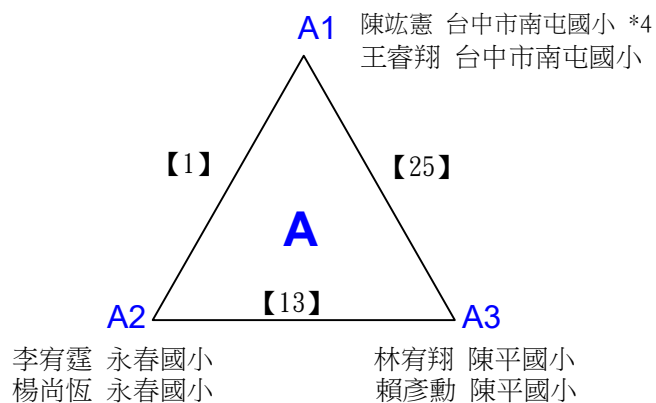 A1
陳竑憲 台中市南屯國小 *4
王睿翔 台中市南屯國小
【1】
【25】
A
【13】
A2
A3
李宥霆 永春國小
楊尚恆 永春國小
林宥翔 陳平國小
賴彥勳 陳平國小